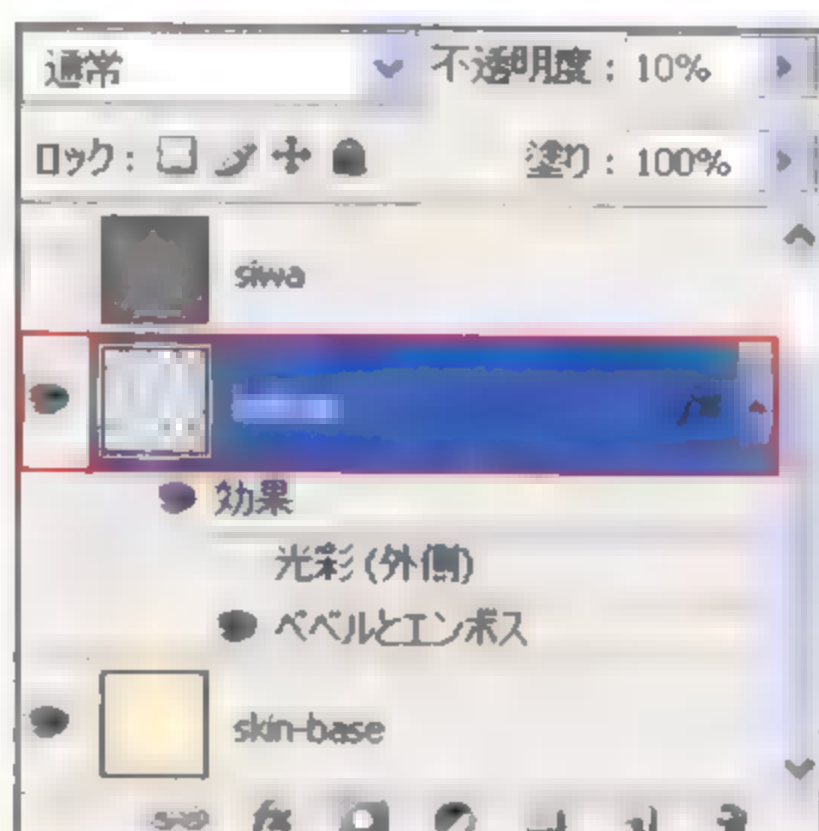 通常 不透明度 : 10%
ロック : 塗り : 100%
siwa
効果
光彩 (外側)
ベベルとエンボス
skin-base
fx